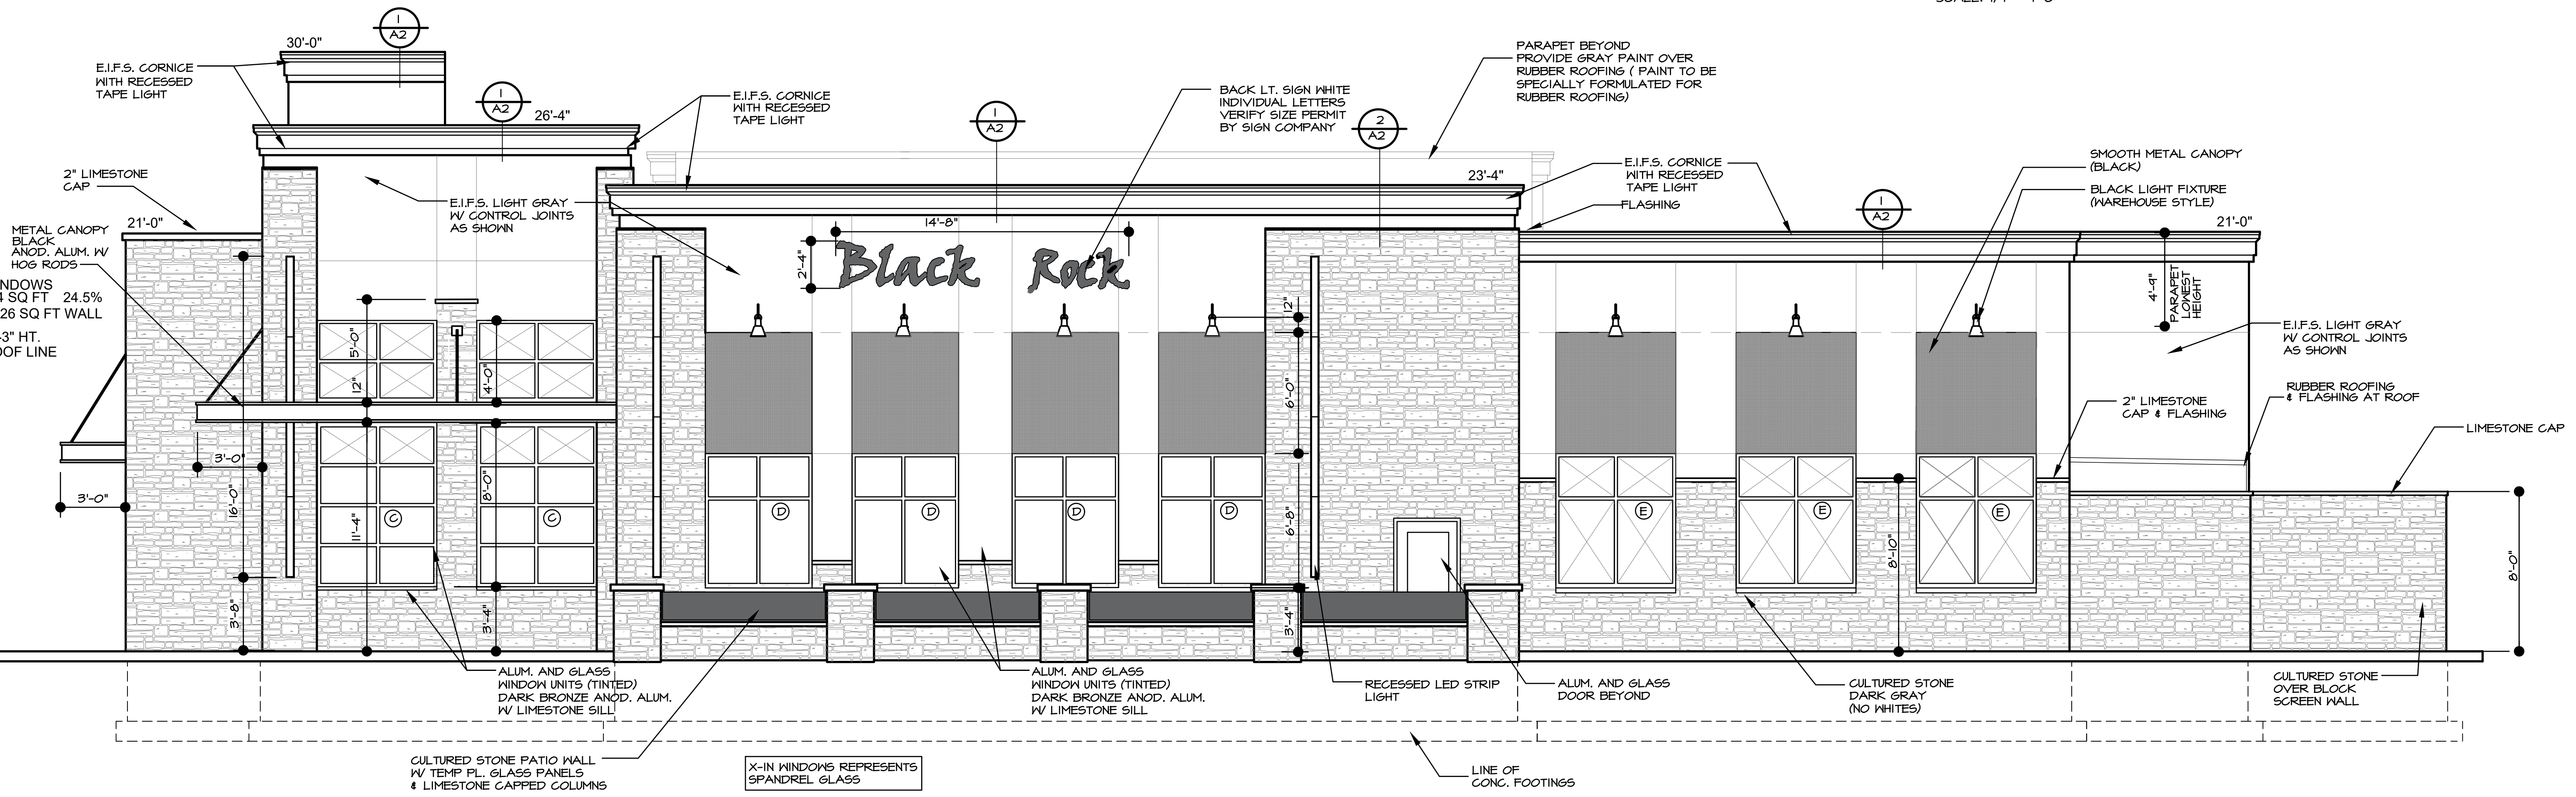 30'-0"
1
A2
E.I.F.S. CORNICE
WITH RECESSED
TAPE LIGHT
1
A2
26'-4"
E.I.F.S. CORNICE
WITH RECESSED
TAPE LIGHT
1
A2
BACK LT. SIGN WHITE
INDIVIDUAL LETTERS
VERIFY SIZE PERMIT
BY SIGN COMPANY
2
A2
PARAPET BEYOND
PROVIDE GRAY PAINT OVER
RUBBER ROOFING ( PAINT TO BE
SPECIALLY FORMULATED FOR
RUBBER ROOFING)
2" LIMESTONE
CAP
21'-0"
METAL CANOPY
BLACK
ANOD. ALUM. W/
HOG RODS
SQ FT 24.5%
26 SQ FT WALL
HT.
LINE
E.I.F.S. LIGHT GRAY
W/ CONTROL JOINTS
AS SHOWN
14'-8"
2'-4"
Black Rock
23'-4"
E.I.F.S. CORNICE
WITH RECESSED
TAPE LIGHT
FLASHING
1
A2
SMOOTH METAL CANOPY
(BLACK)
BLACK LIGHT FIXTURE
(WAREHOUSE STYLE)
21'-0"
4'-9"
PARAPET
LOWEST
HEIGHT
E.I.F.S. LIGHT GRAY
W/ CONTROL JOINTS
AS SHOWN
RUBBER ROOFING
& FLASHING AT ROOF
2" LIMESTONE
CAP & FLASHING
LIMESTONE CAP
5'-0"
12"
4'-0"
12"
6'-0"
3'-0"
3'-0"
16'-0"
11'-4"
8'-0"
6'-8"
C
C
D
D
D
D
E
E
E
8'-10"
8'-0"
3'-8"
3'-4"
3'-4"
ALUM. AND GLASS
WINDOW UNITS (TINTED)
DARK BRONZE ANOD. ALUM.
W/ LIMESTONE SILL
ALUM. AND GLASS
WINDOW UNITS (TINTED)
DARK BRONZE ANOD. ALUM.
W/ LIMESTONE SILL
RECESSED LED STRIP
LIGHT
ALUM. AND GLASS
DOOR BEYOND
CULTURED STONE
DARK GRAY
(NO WHITES)
CULTURED STONE
OVER BLOCK
SCREEN WALL
CULTURED STONE PATIO WALL
W/ TEMP PL. GLASS PANELS
& LIMESTONE CAPPED COLUMNS
X-IN WINDOWS REPRESENTS
SPANDREL GLASS
LINE OF
CONC. FOOTINGS